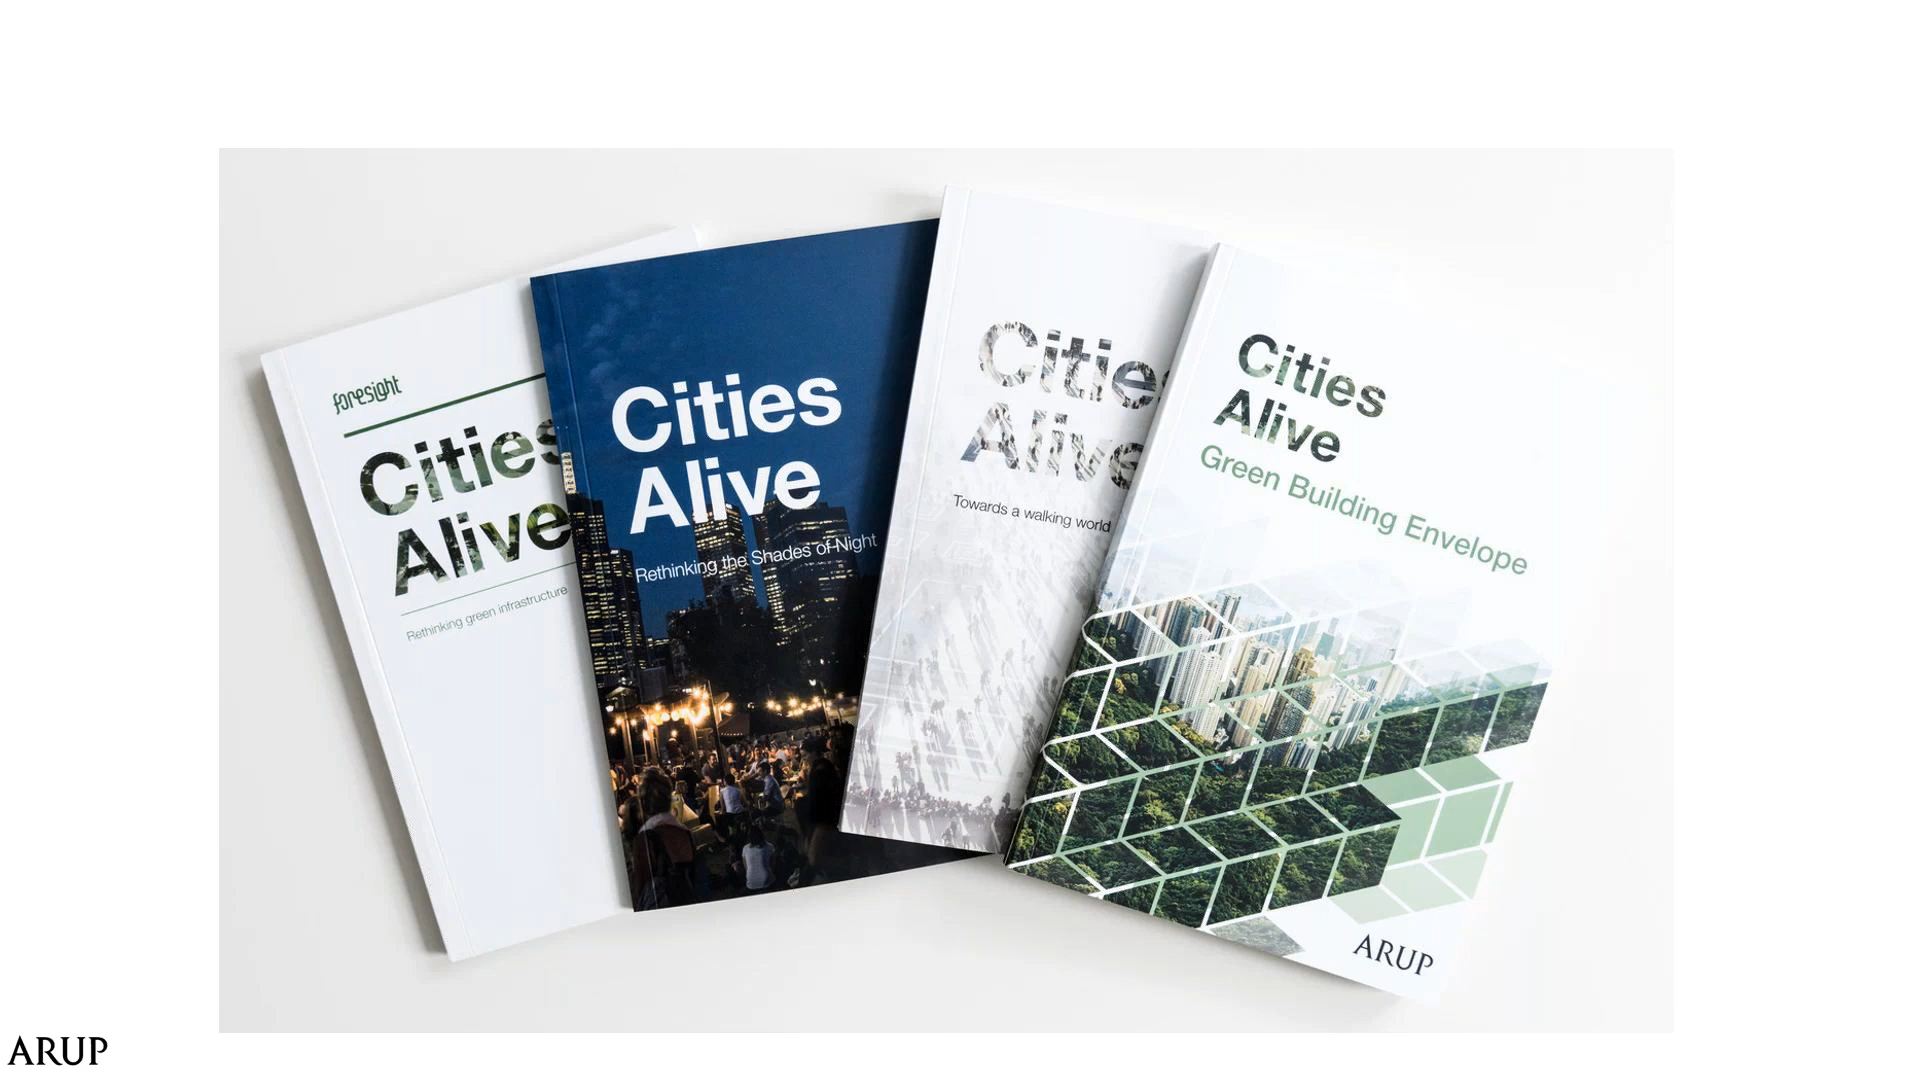 foresight
Cities
Alive
Rethinking green infrastructure
Cities
Alive
Rethinking the Shades of Night
Citie
Alive
Towards a walking world
Cities
Alive
Green Building Envelope
ARUP
ARUP